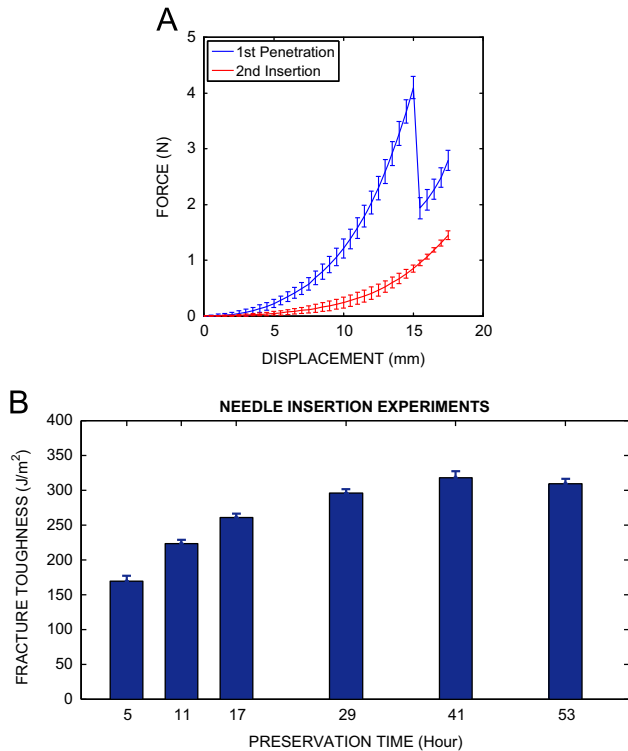 A
1st Penetration
2nd Insertion
5
4
3
2
1
0
FORCE (N)
0 5 10 15 20
DISPLACEMENT (mm)
B
NEEDLE INSERTION EXPERIMENTS
400
350
300
250
200
150
100
50
0
FRACTURE TOUGHNESS (J/m²)
5 11 17 29 41 53
PRESERVATION TIME (Hour)